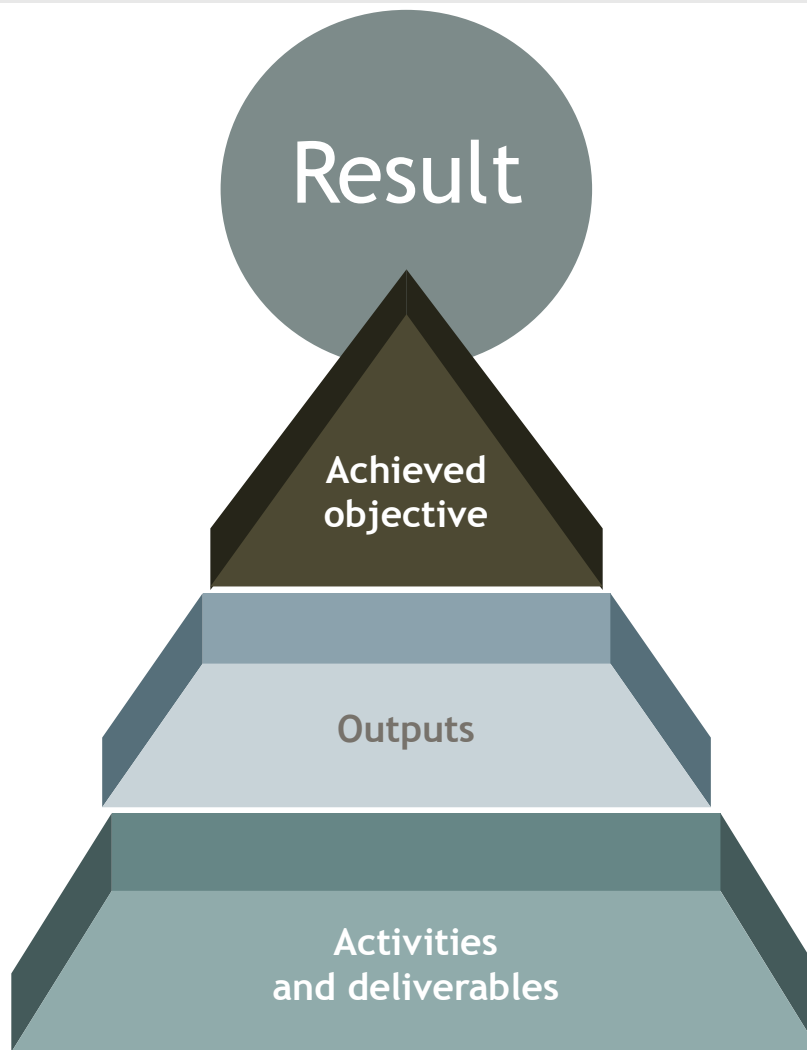 Result
Achieved
objective
Outputs
Activities
and deliverables